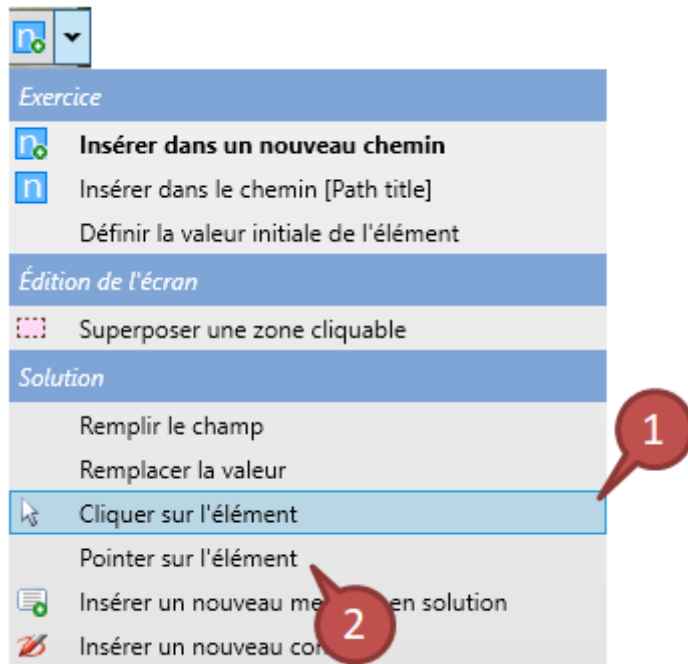 Exercice
Insérer dans un nouveau chemin
Insérer dans le chemin [Path title]
Définir la valeur initiale de l'élément
Édition de l'écran
Superposer une zone cliquable
Solution
Remplir le champ
1
Remplacer la valeur
Cliquer sur l'élément
Pointer sur l'élément
Insérer un nouveau en solution
2
Insérer un nouveau